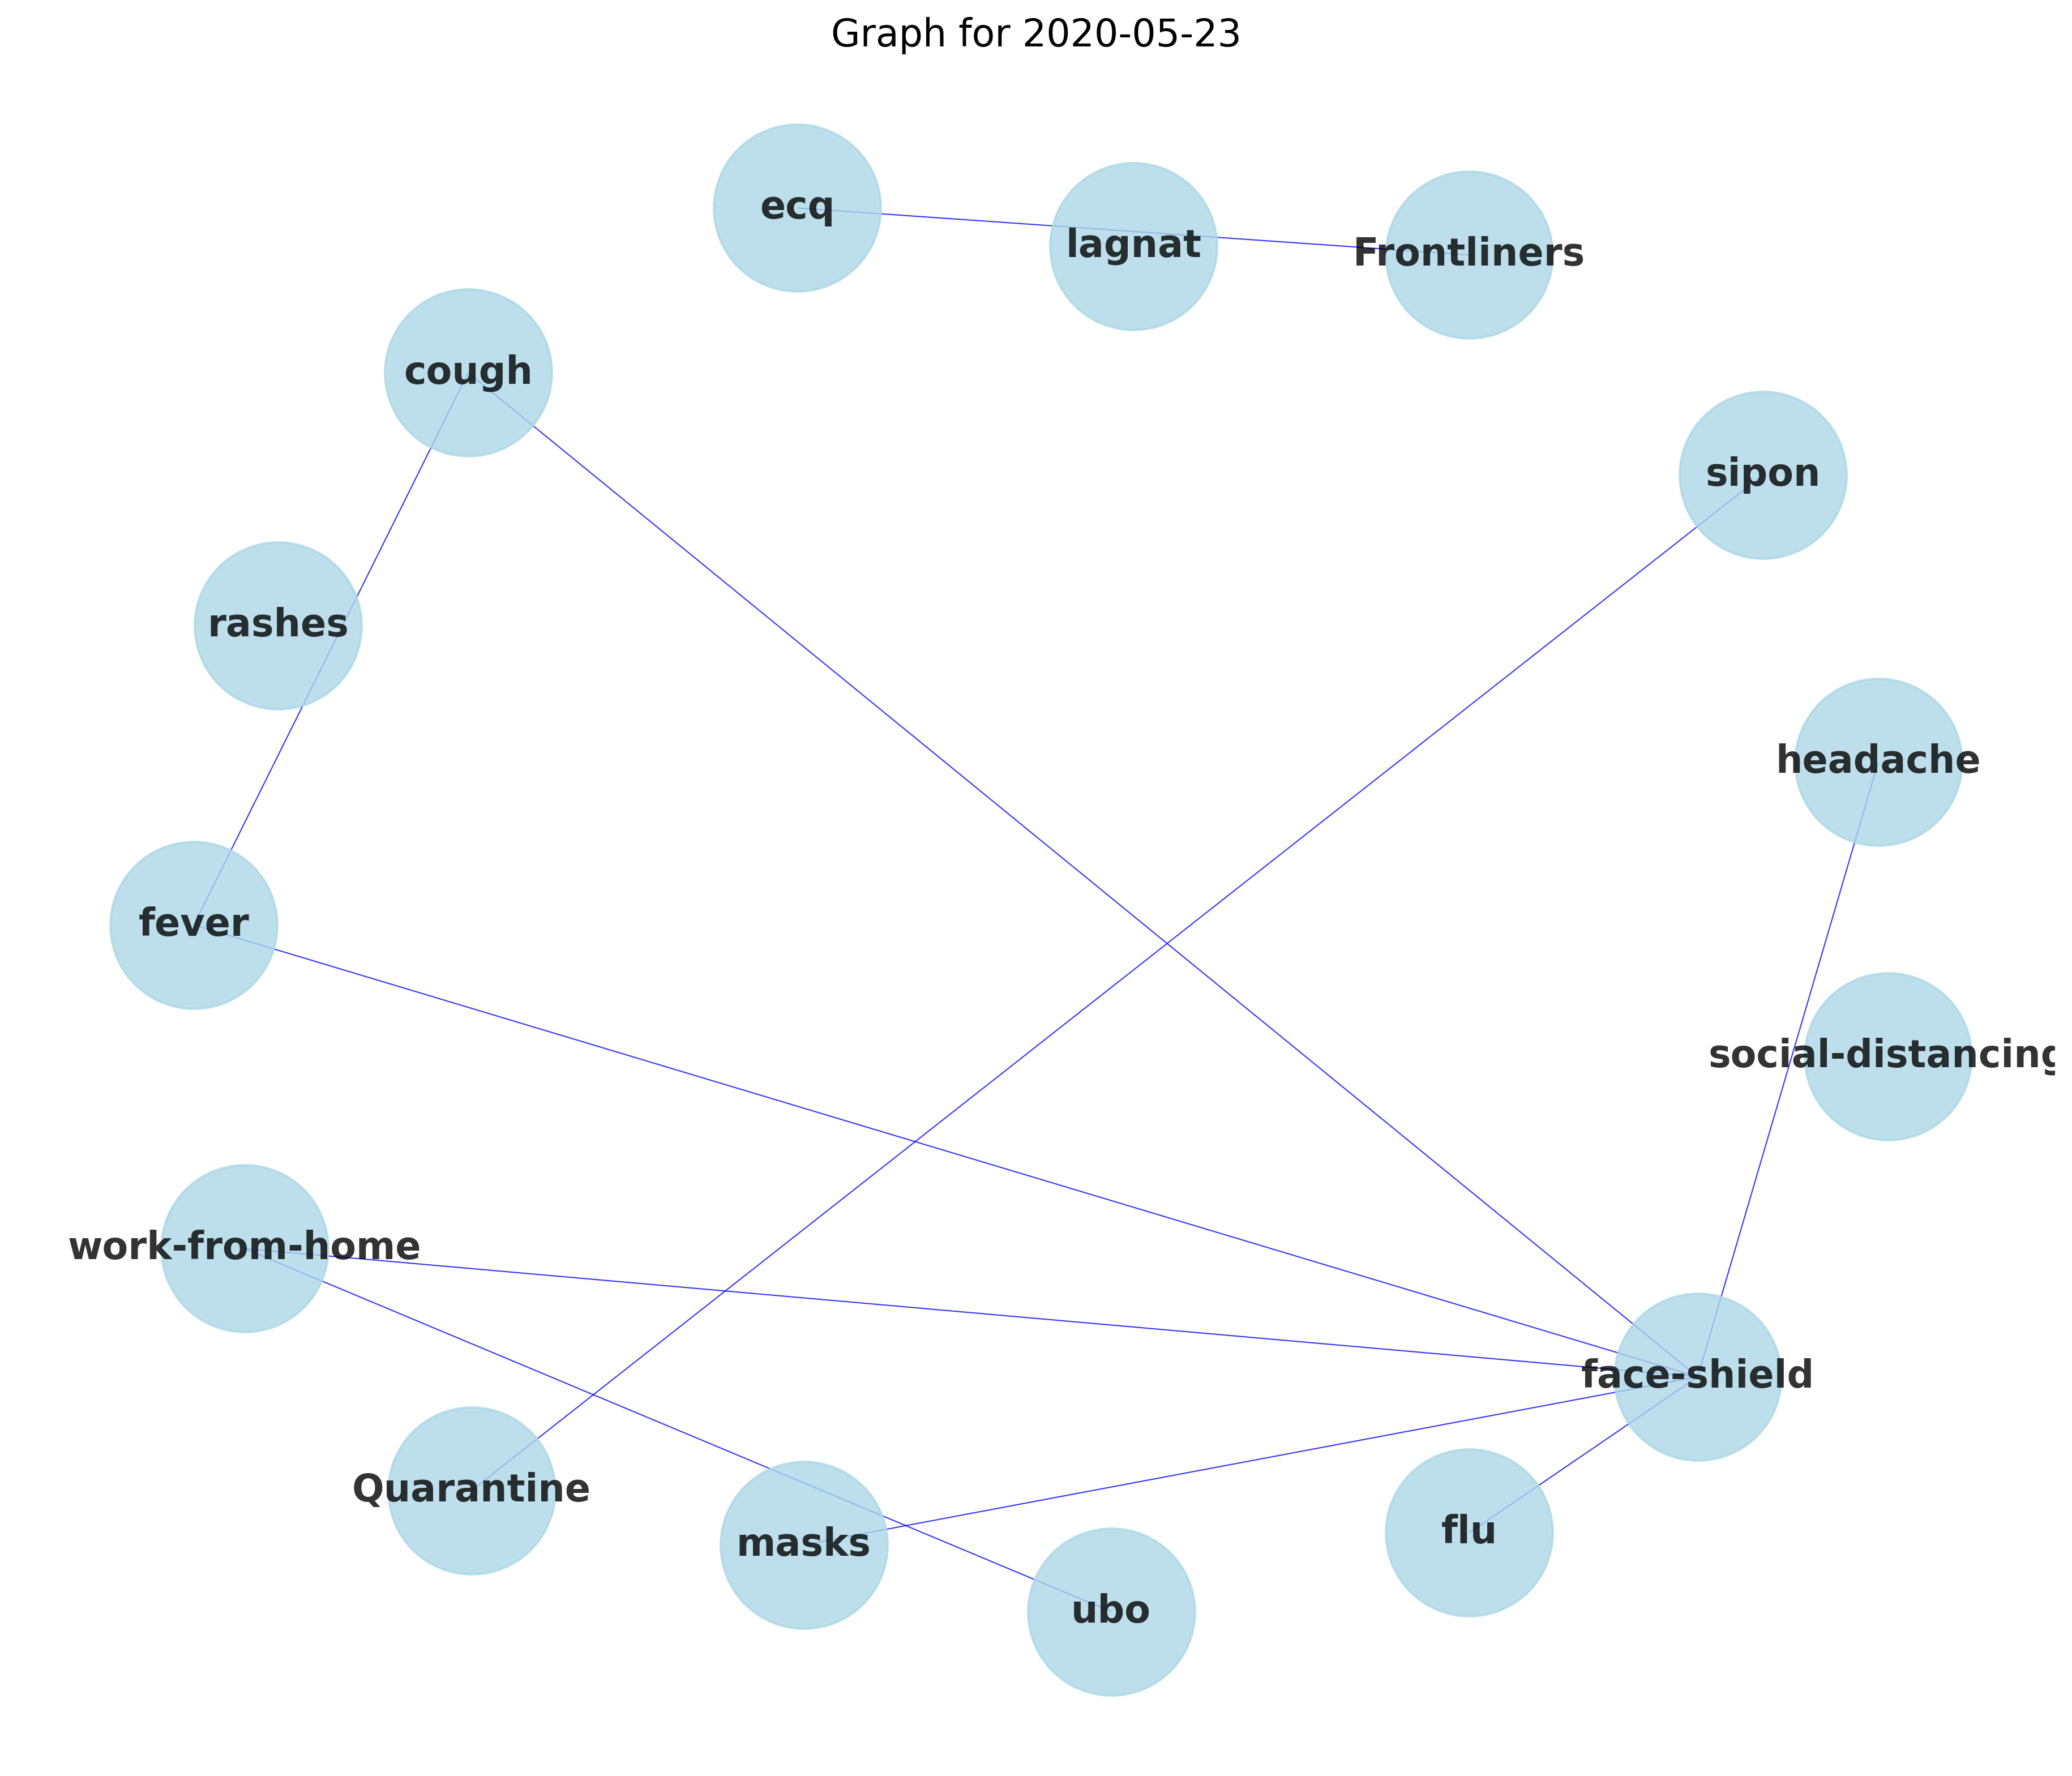 Graph for 2020-05-23
ecq
lagnat
Frontliners
cough
sipon
rashes
headache
fever
social-distancing
work-from-home
face-shield
Quarantine
masks
flu
ubo